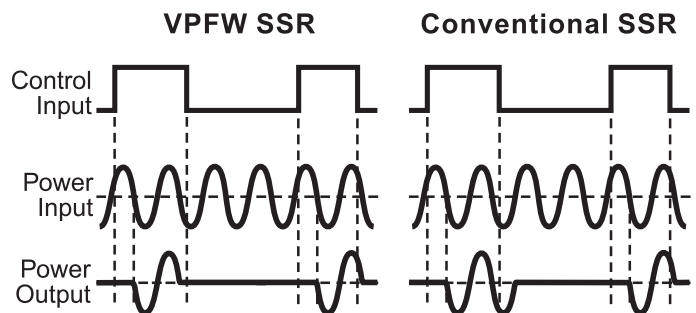 VPFW SSR
Conventional SSR
Control
Input
Power
Input
Power
Output